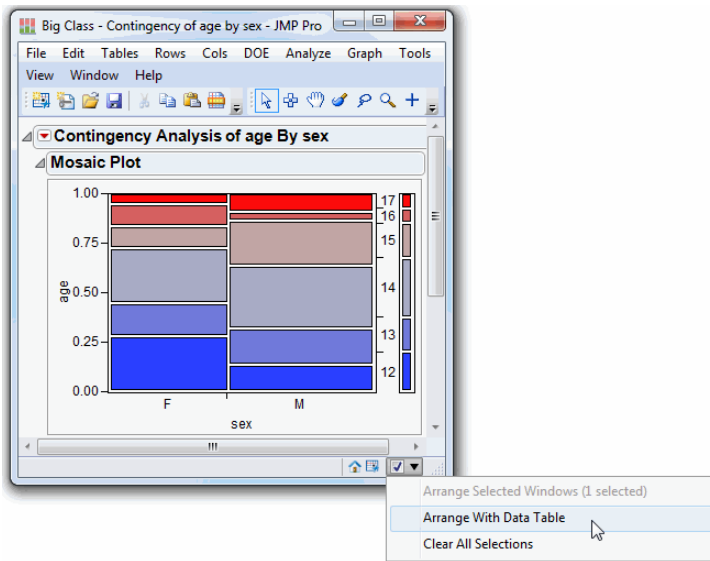 Big Class - Contingency of age by sex - JMP Pro
File Edit Tables Rows Cols DOE Analyze Graph Tools
View Window Help
Contingency Analysis of age By sex
Mosaic Plot
1.00
0.75
0.50
0.25
0.00
age
17
16
15
14
13
12
F M
sex
Arrange Selected Windows (1 selected)
Arrange With Data Table
Clear All Selections